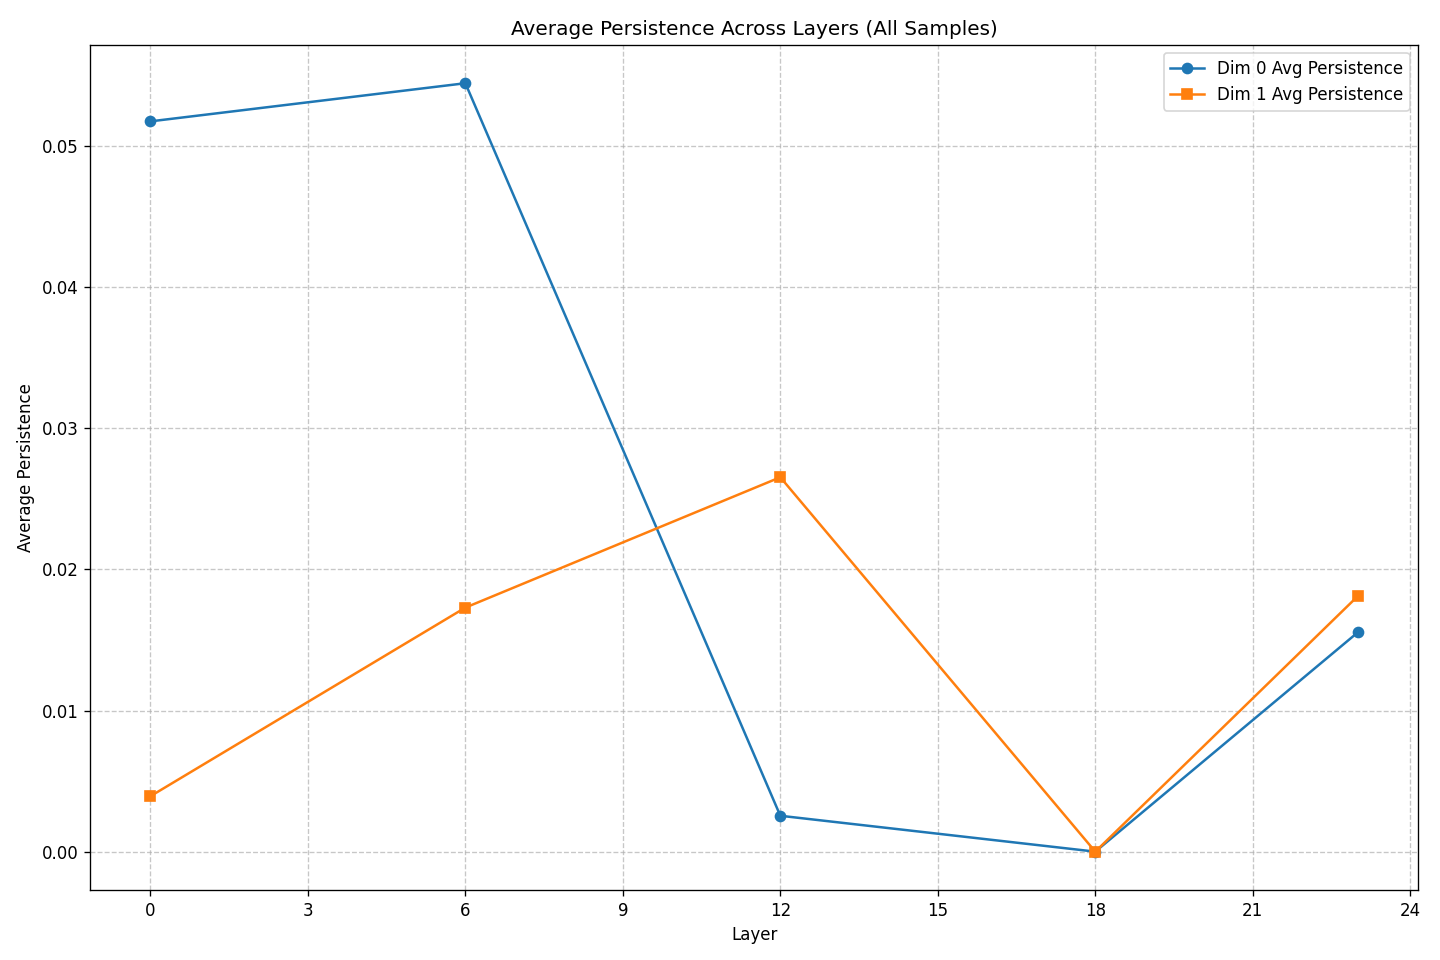 Average Persistence Across Layers (All Samples)
Dim 0 Avg Persistence
Dim 1 Avg Persistence
Average Persistence
0.05
0.04
0.03
0.02
0.01
0.00
0 3 6 9 12 15 18 21 24
Layer